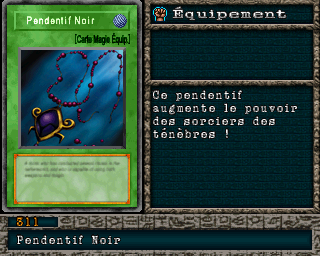 Pendentif Noir
[Carte Magie Équip.]
Équipement
Ce pendentif
augmente le pouvoir
des sorciers des
ténèbres !
311
Pendentif Noir